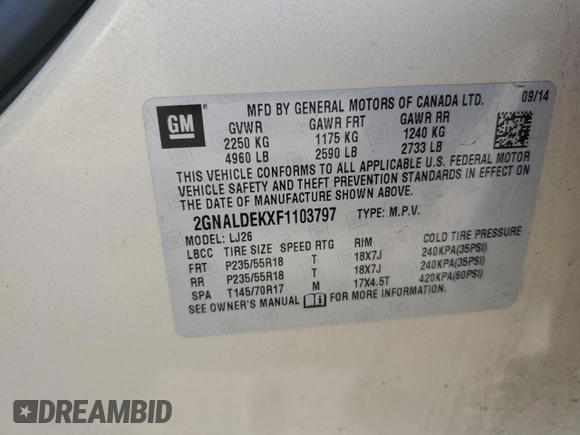 GM
MFD BY GENERAL MOTORS OF CANADA LTD. 09/14
GVWR GAWR FRT GAWR RR
2250 KG 1175 KG 1240 KG
4960 LB 2590 LB 2733 LB
THIS VEHICLE CONFORMS TO ALL APPLICABLE U.S. FEDERAL MOTOR
VEHICLE SAFETY AND THEFT PREVENTION STANDARDS IN EFFECT ON
THE DATE OF MANUFACTURE SHOWN ABOVE.
2GNALDEKXF1103797 TYPE: M.P.V.
MODEL: LJ26
LBCC TIRE SIZE SPEED RTG RIM COLD TIRE PRESSURE
FRT P235/55R18 T 18X7J 240KPA(35PSI)
RR P235/55R18 T 18X7J 240KPA(35PSI)
SPA T145/70R17 M 17X4.5T 420KPA(60PSI)
SEE OWNER'S MANUAL i FOR MORE INFORMATION.
DREAMBID